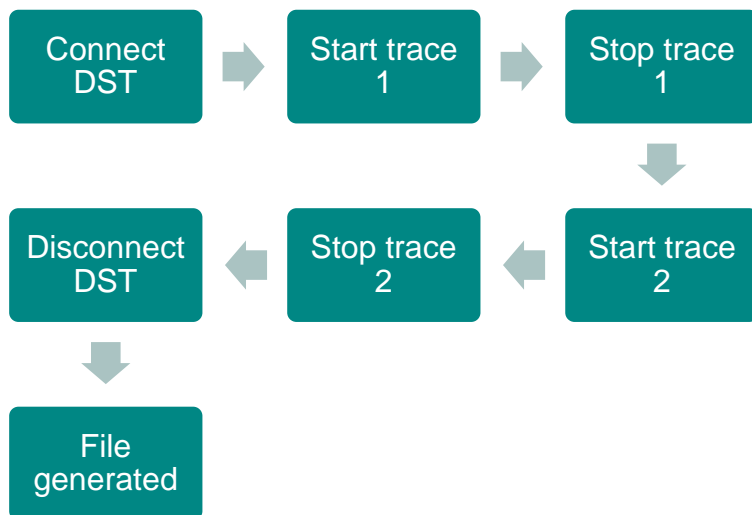 Connect
DST
Start trace
1
Stop trace
1
Start trace
2
Stop trace
2
Disconnect
DST
File
generated